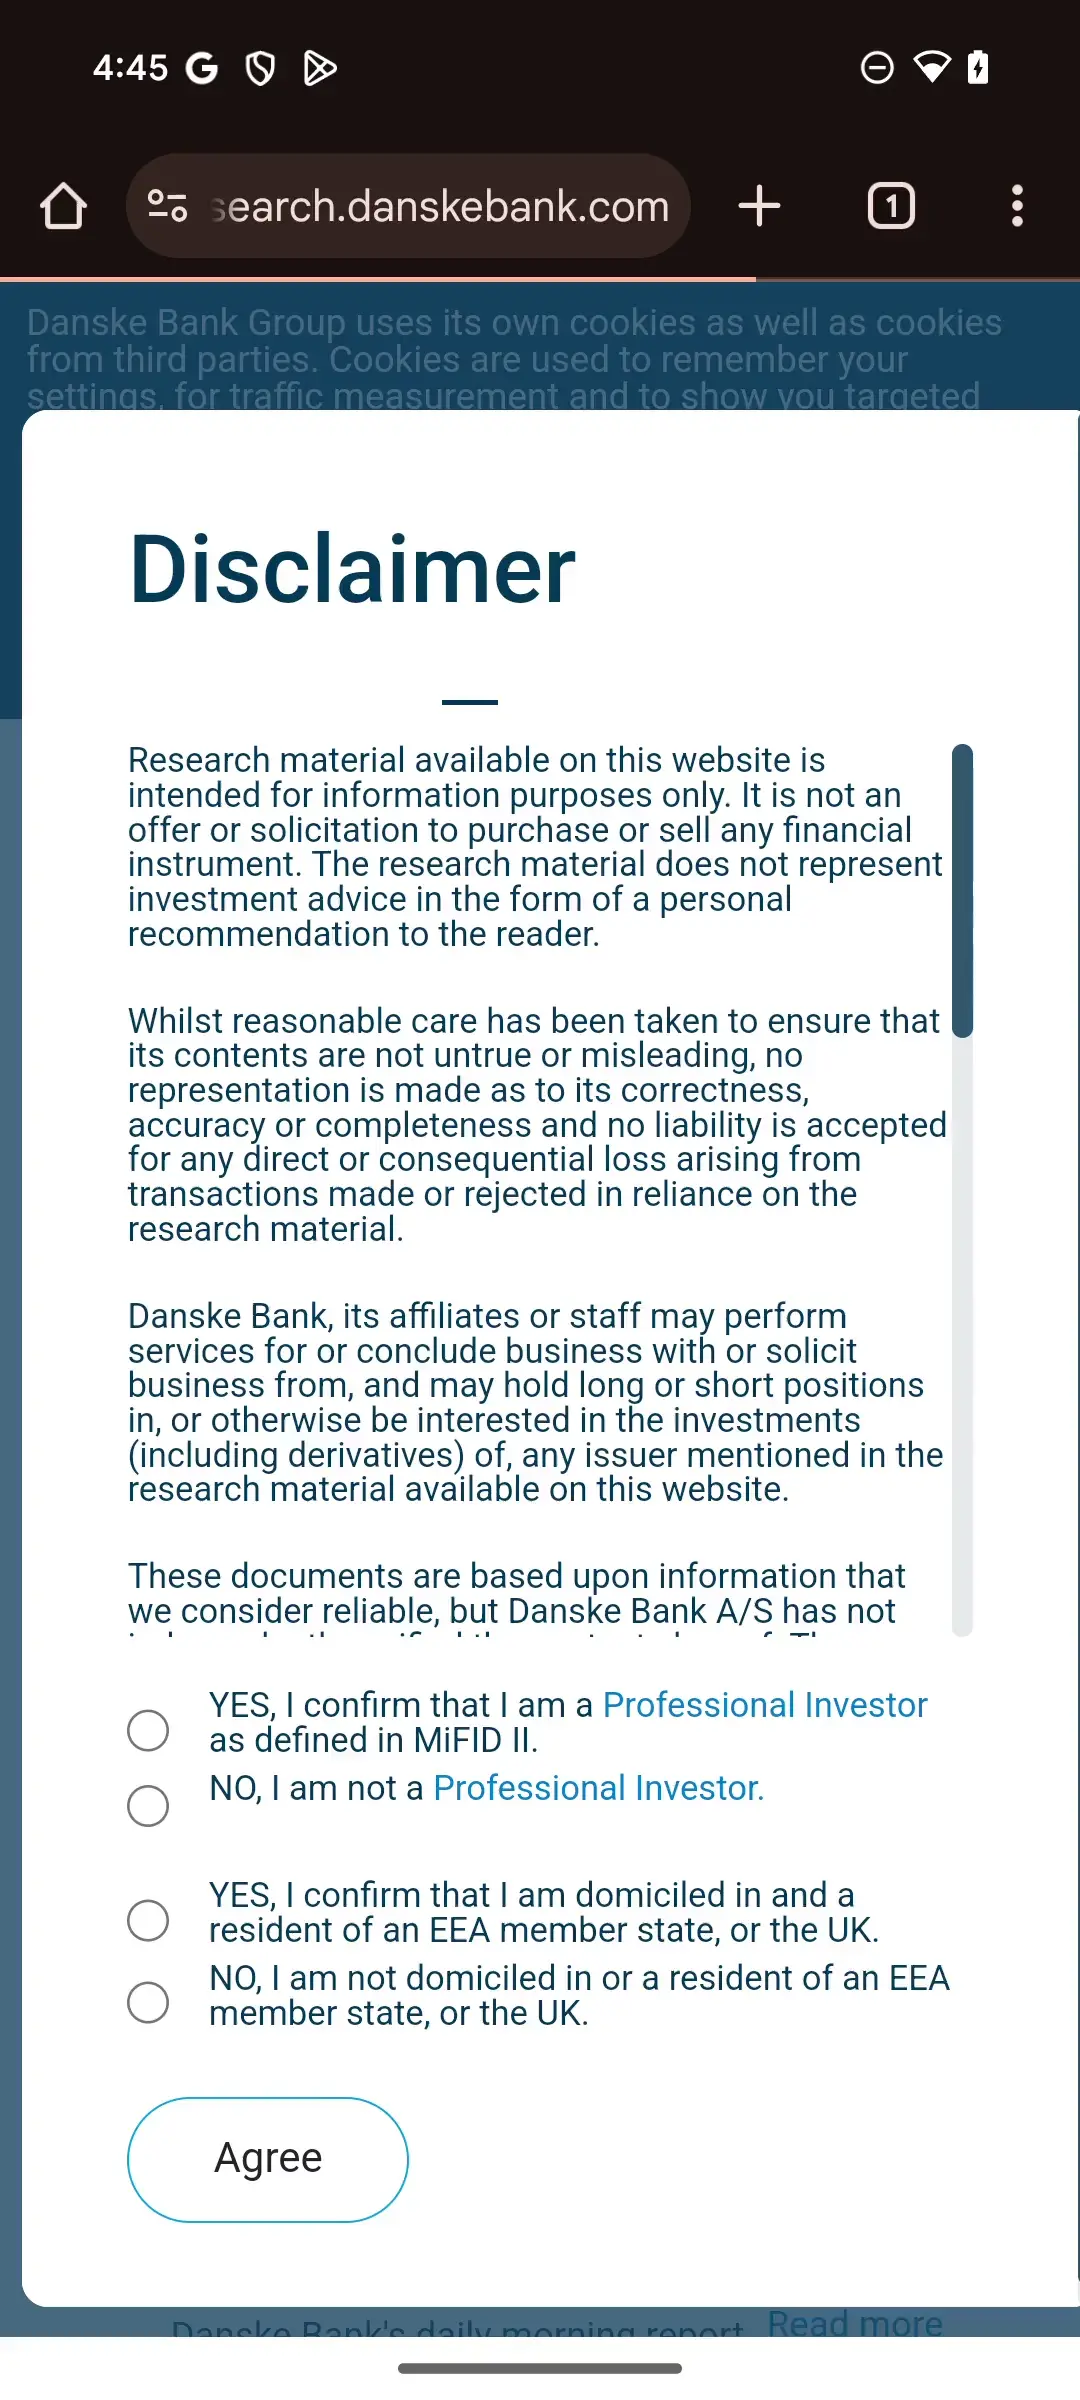 4:45
search.danskebank.com
1
Danske Bank Group uses its own cookies as well as cookies
from third parties. Cookies are used to remember your
settings, for traffic measurement and to show you targeted
Disclaimer
Research material available on this website is
intended for information purposes only. It is not an
offer or solicitation to purchase or sell any financial
instrument. The research material does not represent
investment advice in the form of a personal
recommendation to the reader.
Whilst reasonable care has been taken to ensure that
its contents are not untrue or misleading, no
representation is made as to its correctness,
accuracy or completeness and no liability is accepted
for any direct or consequential loss arising from
transactions made or rejected in reliance on the
research material.
Danske Bank, its affiliates or staff may perform
services for or conclude business with or solicit
business from, and may hold long or short positions
in, or otherwise be interested in the investments
(including derivatives) of, any issuer mentioned in the
research material available on this website.
These documents are based upon information that
we consider reliable, but Danske Bank A/S has not
YES, I confirm that I am a Professional Investor
as defined in MiFID II.
NO, I am not a Professional Investor.
YES, I confirm that I am domiciled in and a
resident of an EEA member state, or the UK.
NO, I am not domiciled in or a resident of an EEA
member state, or the UK.
Agree
Danske Bank's daily morning report Read more